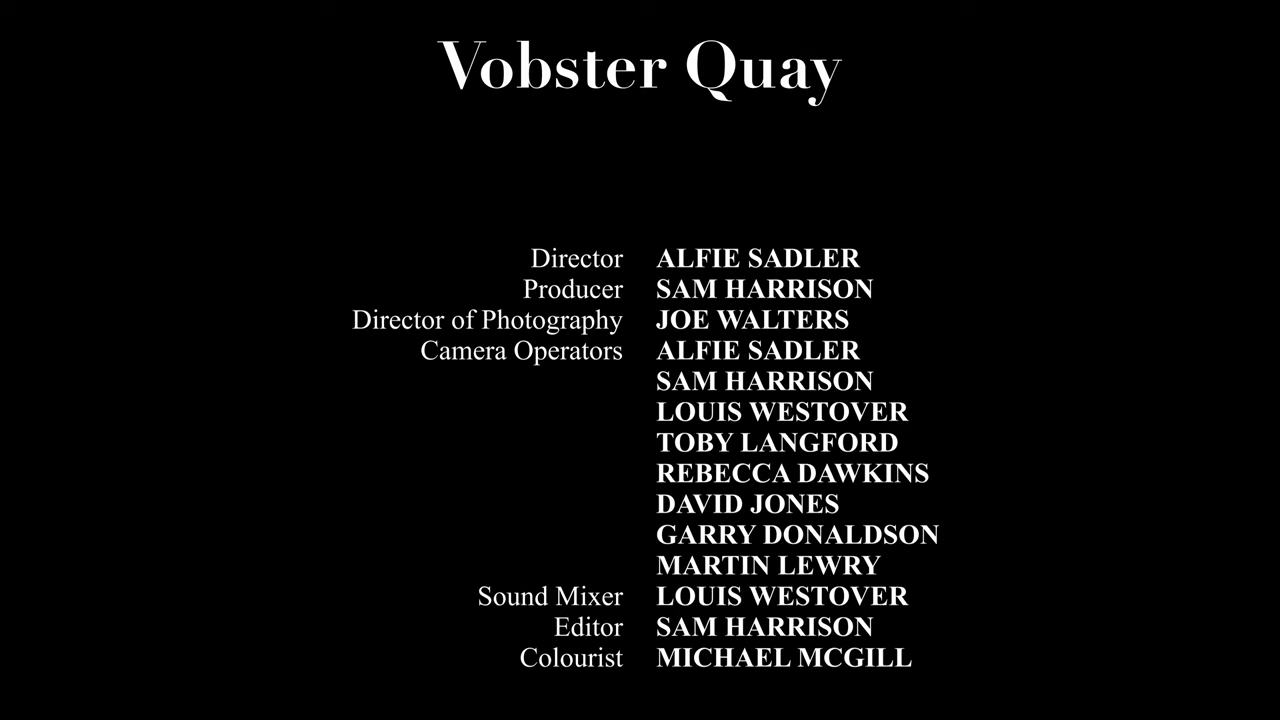 Vobster Quay
Director ALFIE SADLER
Producer SAM HARRISON
Director of Photography JOE WALTERS
Camera Operators ALFIE SADLER
SAM HARRISON
LOUIS WESTOVER
TOBY LANGFORD
REBECCA DAWKINS
DAVID JONES
GARRY DONALDSON
MARTIN LEWRY
Sound Mixer LOUIS WESTOVER
Editor SAM HARRISON
Colourist MICHAEL MCGILL